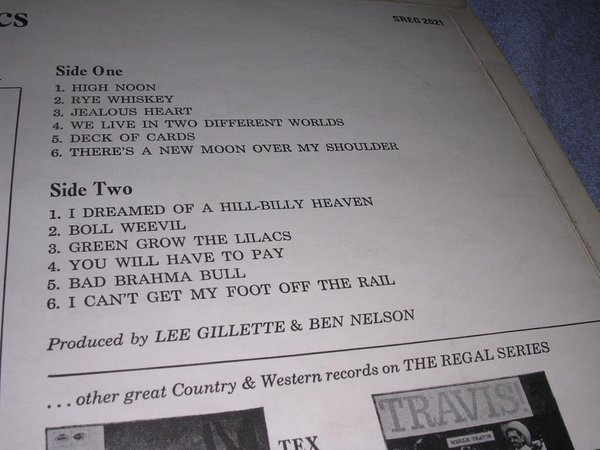 CS
SREG 2021
Side One
1. HIGH NOON
2. RYE WHISKEY
3. JEALOUS HEART
4. WE LIVE IN TWO DIFFERENT WORLDS
5. DECK OF CARDS
6. THERE'S A NEW MOON OVER MY SHOULDER
Side Two
1. I DREAMED OF A HILL-BILLY HEAVEN
2. BOLL WEEVIL
3. GREEN GROW THE LILACS
4. YOU WILL HAVE TO PAY
5. BAD BRAHMA BULL
6. I CAN'T GET MY FOOT OFF THE RAIL
Produced by LEE GILLETTE & BEN NELSON
... other great Country & Western records on THE REGAL SERIES
TEX
TRAVIS!
MERLE TRAVIS